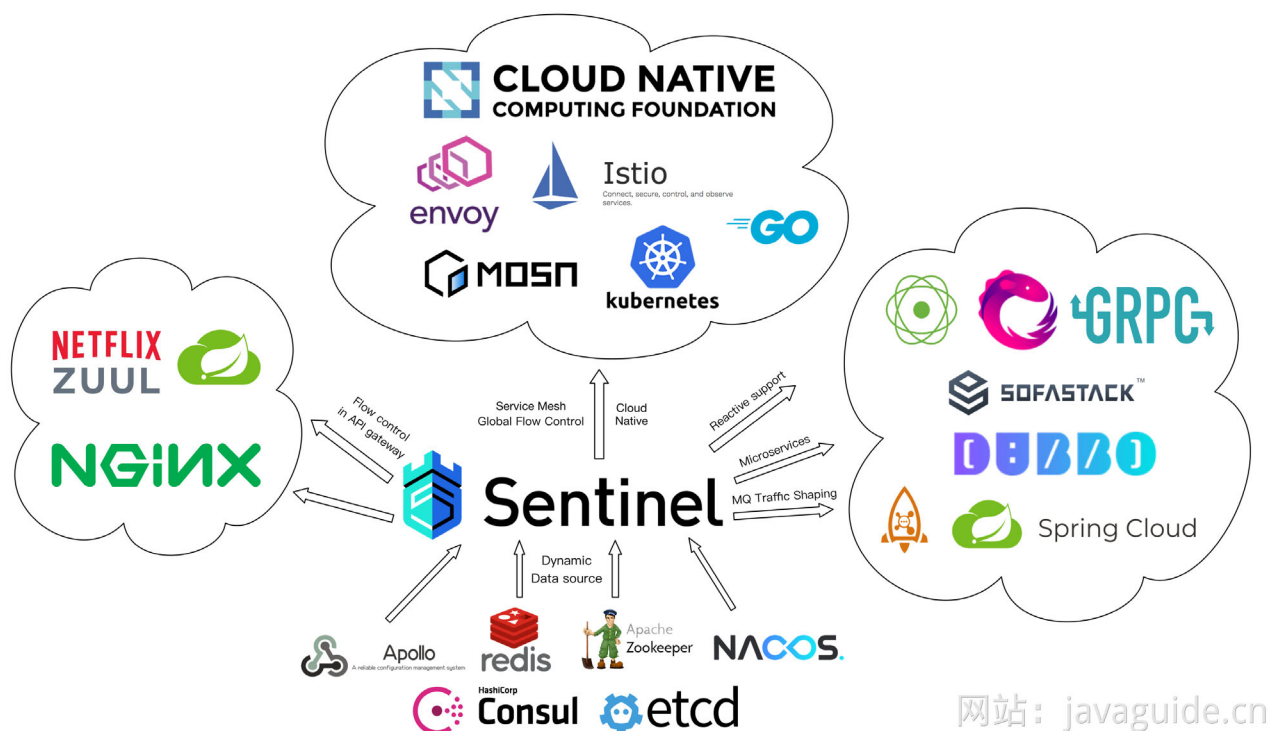 CLOUD NATIVE
COMPUTING FOUNDATION
envoy
Istio
Connect, secure, control, and observe
services.
GO
MOSN
kubernetes
NETFLIX
ZUUL
NGINX
GRPC
SOFASTACK™
DUBBO
Spring Cloud
Flow control
in API gateway
Service Mesh
Global Flow Control
Cloud
Native
Reactive support
Microservices
MQ Traffic Shaping
Sentinel
Dynamic
Data source
Apollo
A reliable configuration management system
redis
Apache
Zookeeper
NACOS.
HashiCorp
Consul
etcd
网站：javaguide.cn